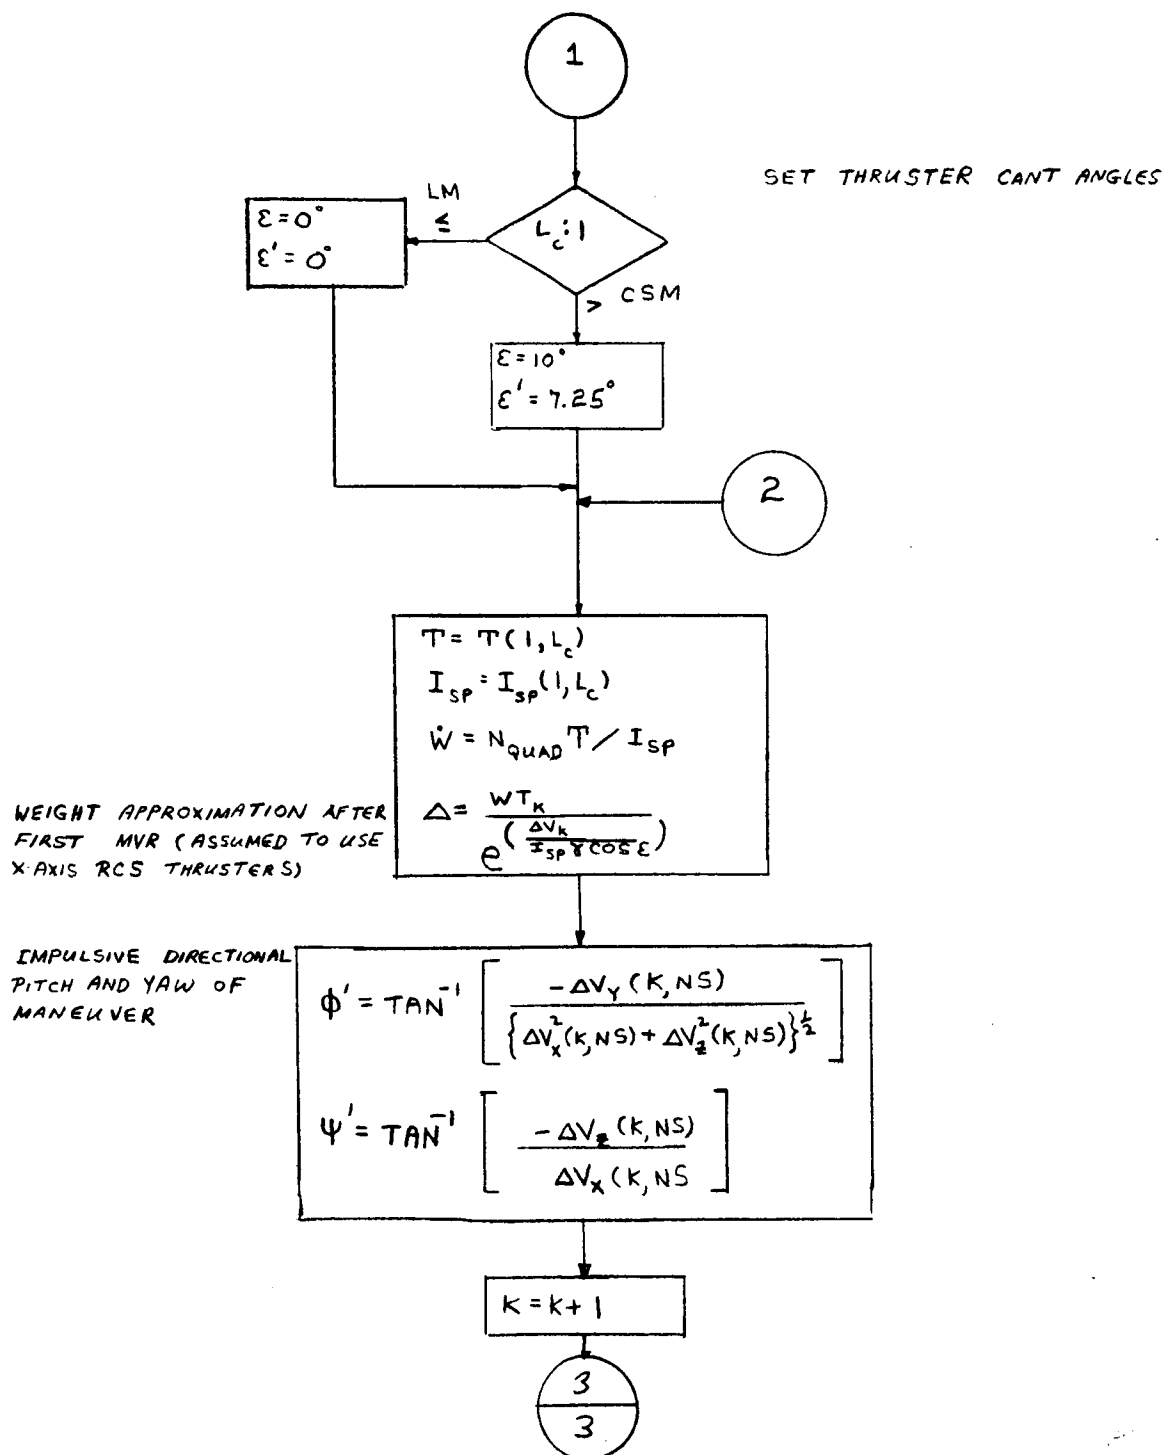 1
SET THRUSTER CANT ANGLES
LM
≤
L_c:1
ε=0°
ε'=0°
> CSM
ε=10°
ε'=7.25°
2
T = T(1,L_c)
I_SP = I_SP(1,L_c)
Ẇ = N_QUAD T / I_SP
WEIGHT APPROXIMATION AFTER
FIRST MVR (ASSUMED TO USE
X-AXIS RCS THRUSTERS)
Δ = WT_K / e^(ΔV_K / I_SP γ COS ε)
IMPULSIVE DIRECTIONAL
PITCH AND YAW OF
MANEUVER
Φ' = TAN⁻¹ [ -ΔV_Y (K,NS) / {ΔV_X²(K,NS) + ΔV_Z²(K,NS)}^½ ]
Ψ' = TAN⁻¹ [ -ΔV_Z (K,NS) / ΔV_X (K,NS ]
K = K + 1
3
3